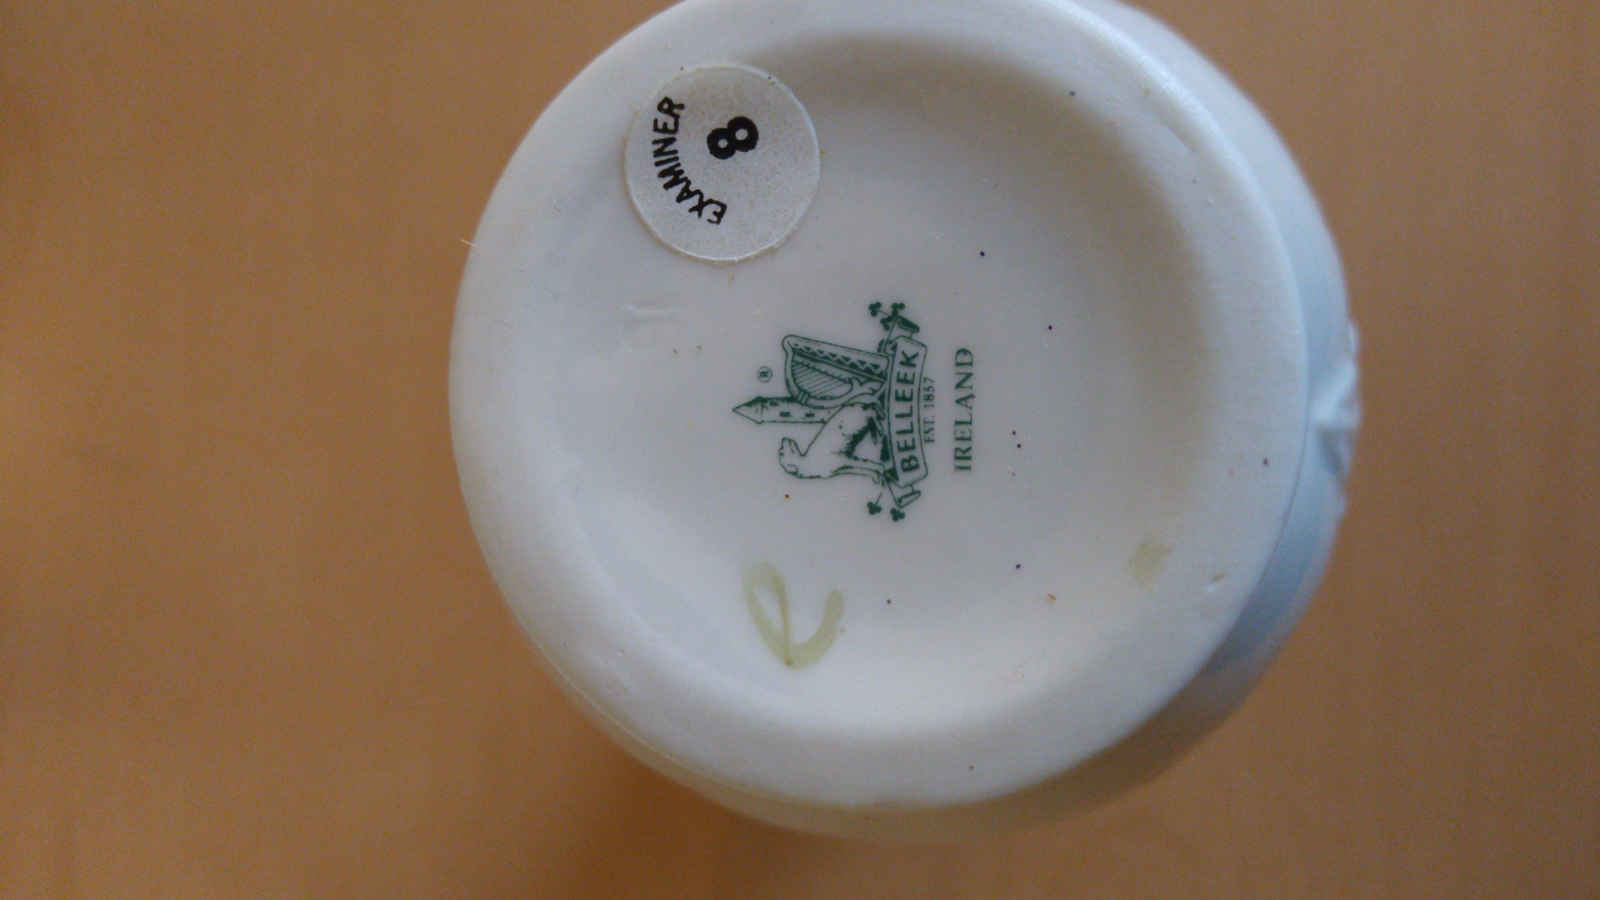 EXAMINER
8
®
BELLEEK
EST. 1857
IRELAND